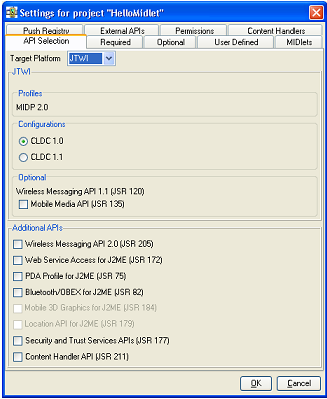 Settings for project "HelloMidlet"
Push Registry External APIs Permissions Content Handlers
API Selection Required Optional User Defined MIDlets
Target Platform JTWI
JTWI
Profiles
MIDP 2.0
Configurations
CLDC 1.0
CLDC 1.1
Optional
Wireless Messaging API 1.1 (JSR 120)
Mobile Media API (JSR 135)
Additional APIs
Wireless Messaging API 2.0 (JSR 205)
Web Service Access for J2ME (JSR 172)
PDA Profile for J2ME (JSR 75)
Bluetooth/OBEX for J2ME (JSR 82)
Mobile 3D Graphics for J2ME (JSR 184)
Location API for J2ME (JSR 179)
Security and Trust Services APIs (JSR 177)
Content Handler API (JSR 211)
OK Cancel